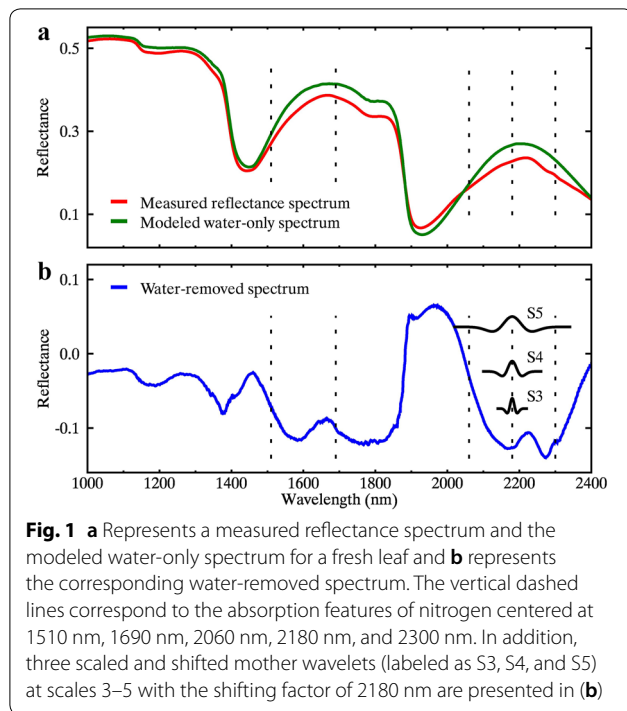 a
0.5
0.3
0.1
Reflectance
Measured reflectance spectrum
Modeled water-only spectrum
b
0.1
0.0
-0.1
Reflectance
Water-removed spectrum
S5
S4
S3
1000 1200 1400 1600 1800 2000 2200 2400
Wavelength (nm)
Fig. 1 a Represents a measured reflectance spectrum and the
modeled water-only spectrum for a fresh leaf and b represents
the corresponding water-removed spectrum. The vertical dashed
lines correspond to the absorption features of nitrogen centered at
1510 nm, 1690 nm, 2060 nm, 2180 nm, and 2300 nm. In addition,
three scaled and shifted mother wavelets (labeled as S3, S4, and S5)
at scales 3–5 with the shifting factor of 2180 nm are presented in (b)